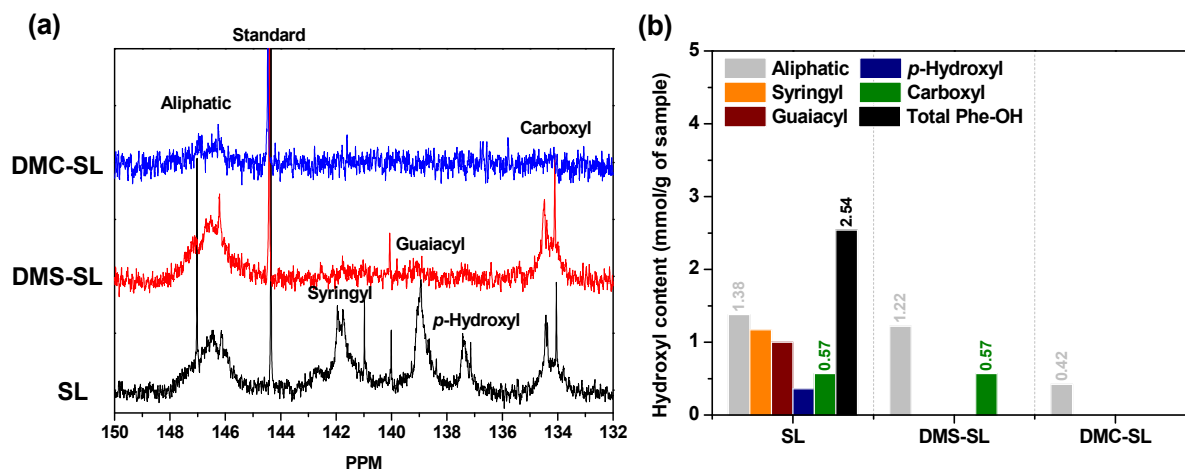 (a)
Standard
Aliphatic
Carboxyl
DMC-SL
Guaiacyl
DMS-SL
Syringyl
p-Hydroxyl
SL
150 148 146 144 142 140 138 136 134 132
PPM
(b)
Hydroxyl content (mmol/g of sample)
5
4
3
2
1
0
Aliphatic p-Hydroxyl
Syringyl Carboxyl
Guaiacyl Total Phe-OH
2.54
1.38
1.22
0.57
0.57
0.42
SL DMS-SL DMC-SL